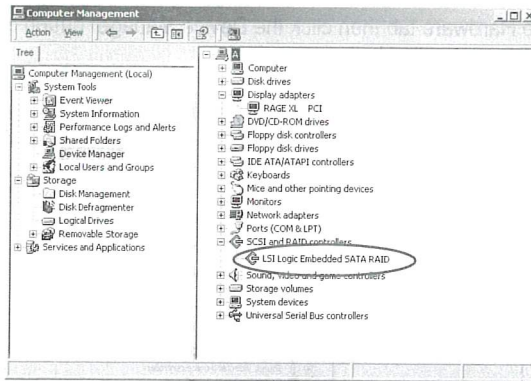 Computer Management
Action View
Tree
Computer Management (Local)
System Tools
Event Viewer
System Information
Performance Logs and Alerts
Shared Folders
Device Manager
Local Users and Groups
Storage
Disk Management
Disk Defragmenter
Logical Drives
Removable Storage
Services and Applications
A
Computer
Disk drives
Display adapters
RAGE XL PCI
DVD/CD-ROM drives
Floppy disk controllers
Floppy disk drives
IDE ATA/ATAPI controllers
Keyboards
Mice and other pointing devices
Monitors
Network adapters
Ports (COM & LPT)
SCSI and RAID controllers
LSI Logic Embedded SATA RAID
Sound, video and game controllers
Storage volumes
System devices
Universal Serial Bus controllers